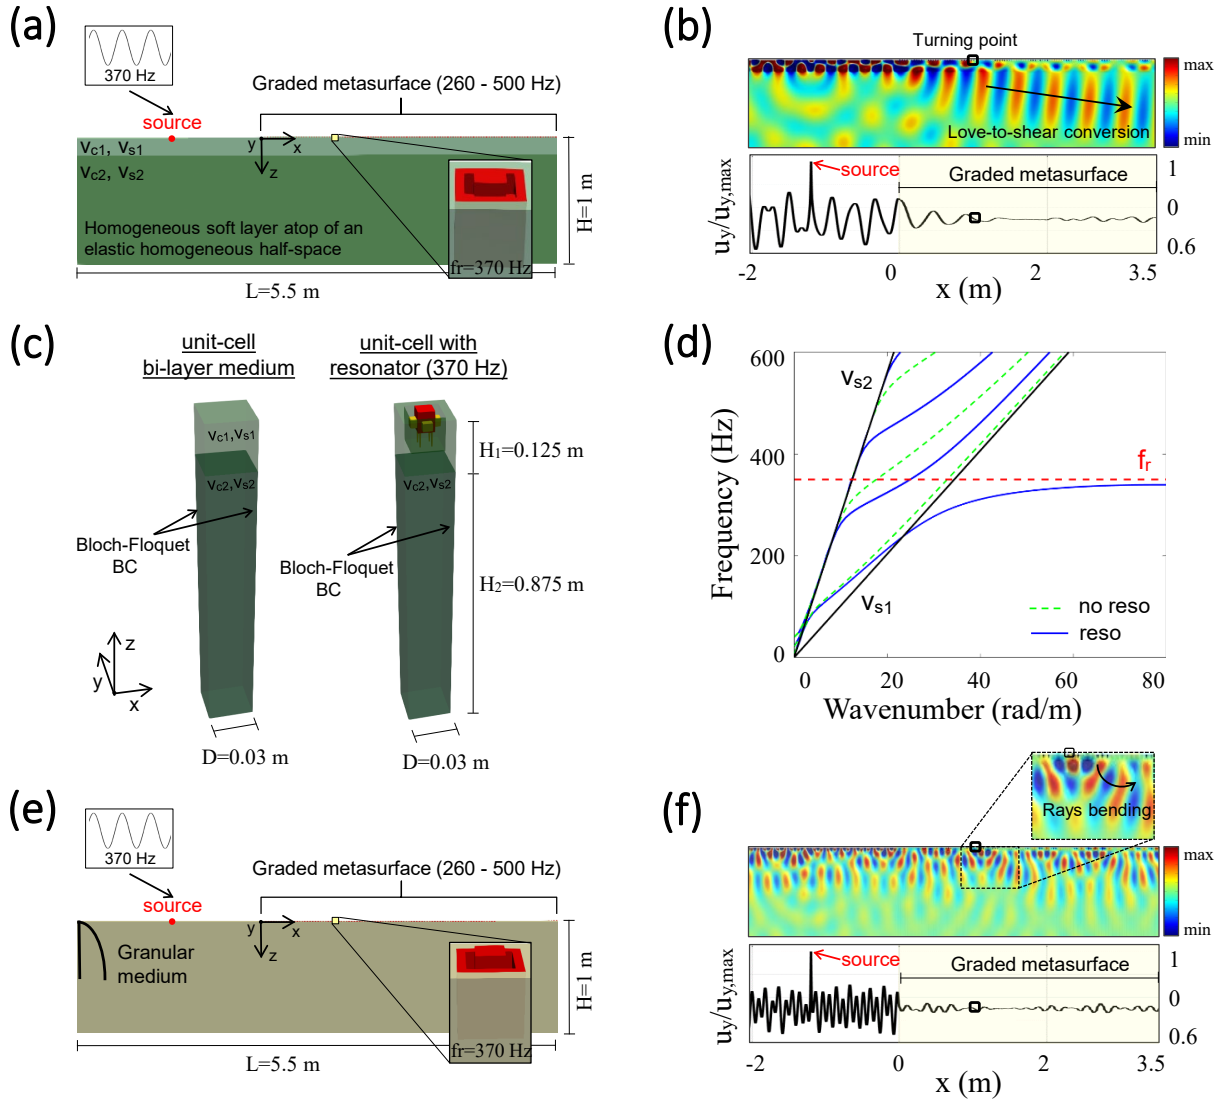 (a)
370 Hz
source
Graded metasurface (260 - 500 Hz)
vc1, vs1
vc2, vs2
y
x
z
Homogeneous soft layer atop of an
elastic homogeneous half-space
fr=370 Hz
H=1 m
L=5.5 m
(b)
Turning point
Love-to-shear conversion
max
min
uy/uy,max
source
Graded metasurface
1
0
0.6
-2
0
2
3.5
x (m)
(c)
unit-cell
bi-layer medium
unit-cell with
resonator (370 Hz)
vc1,vs1
vc2,vs2
vc2,vs2
H1=0.125 m
Bloch-Floquet
BC
Bloch-Floquet
BC
H2=0.875 m
z
y
x
D=0.03 m
D=0.03 m
(d)
600
400
200
0
Frequency (Hz)
vs2
vs1
fr
no reso
reso
0
20
40
60
80
Wavenumber (rad/m)
(e)
370 Hz
source
Graded metasurface (260 - 500 Hz)
y
x
z
Granular
medium
fr=370 Hz
H=1 m
L=5.5 m
(f)
Rays bending
max
min
uy/uy,max
source
Graded metasurface
1
0
0.6
-2
0
2
3.5
x (m)